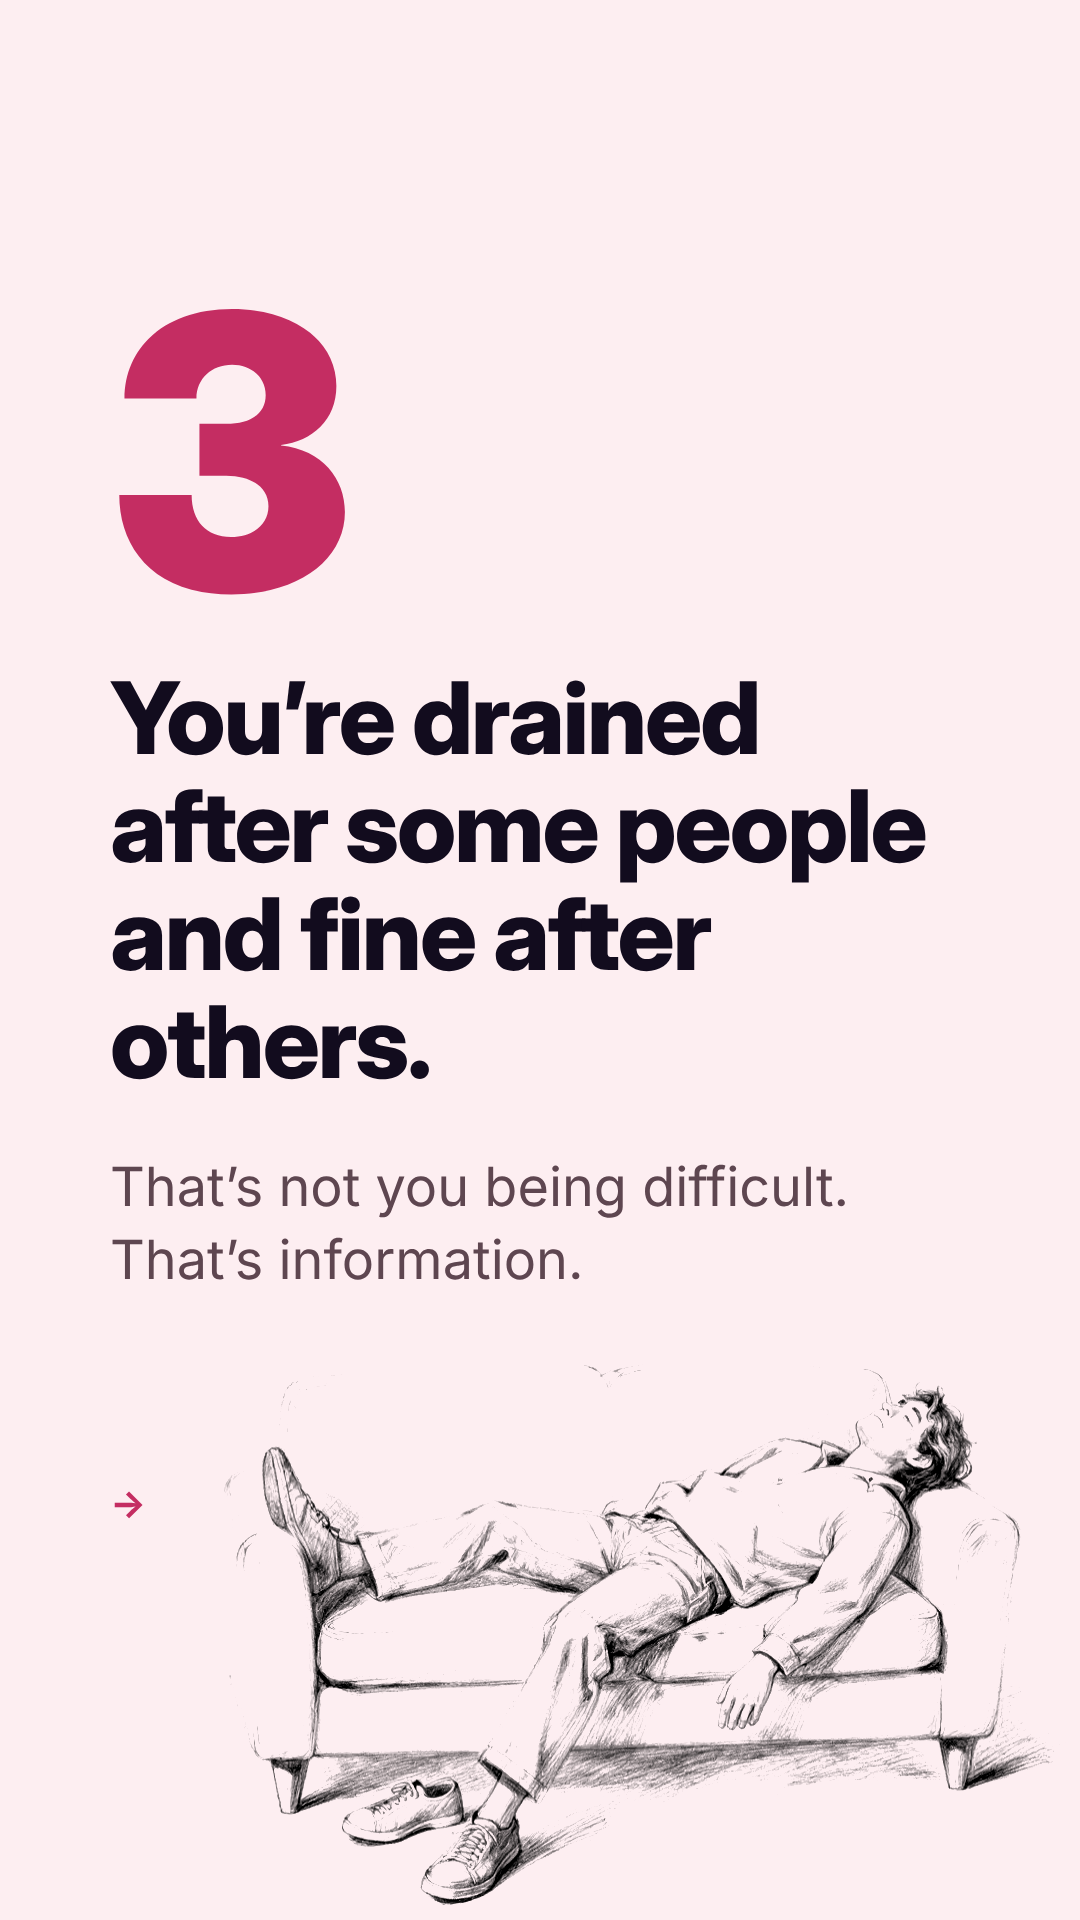 3
You’re drained
after some people
and fine after
others.
That’s not you being difficult.
That’s information.
→